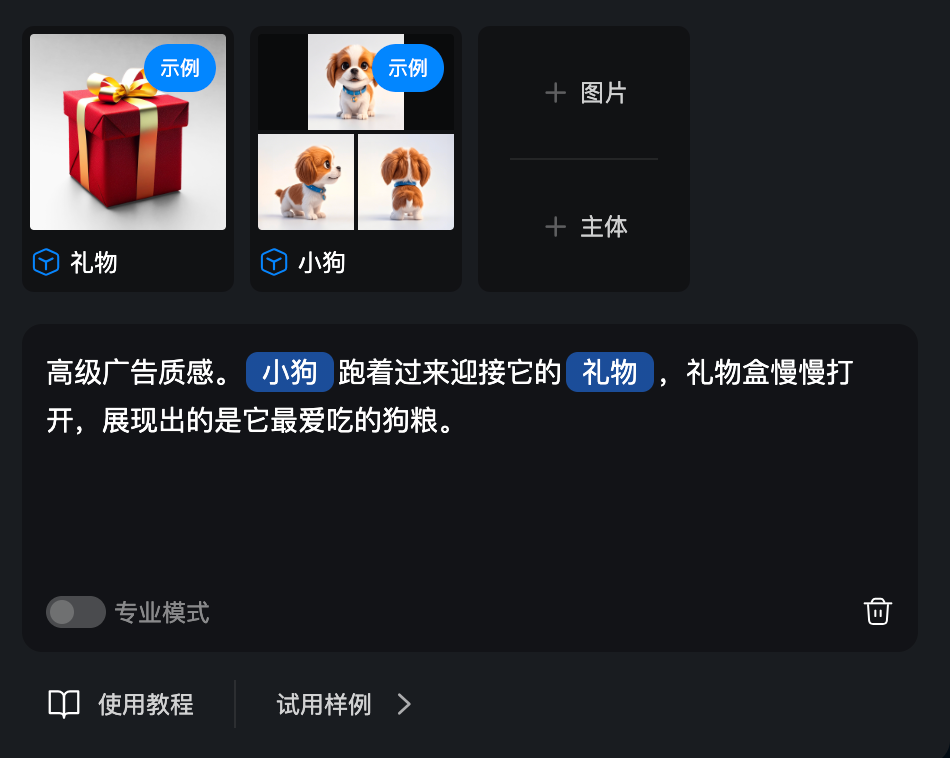 示例
示例
图片
主体
礼物
小狗
高级广告质感。 小狗 跑着过来迎接它的 礼物 ，礼物盒慢慢打
开，展现出的是它最爱吃的狗粮。
专业模式
使用教程
试用样例